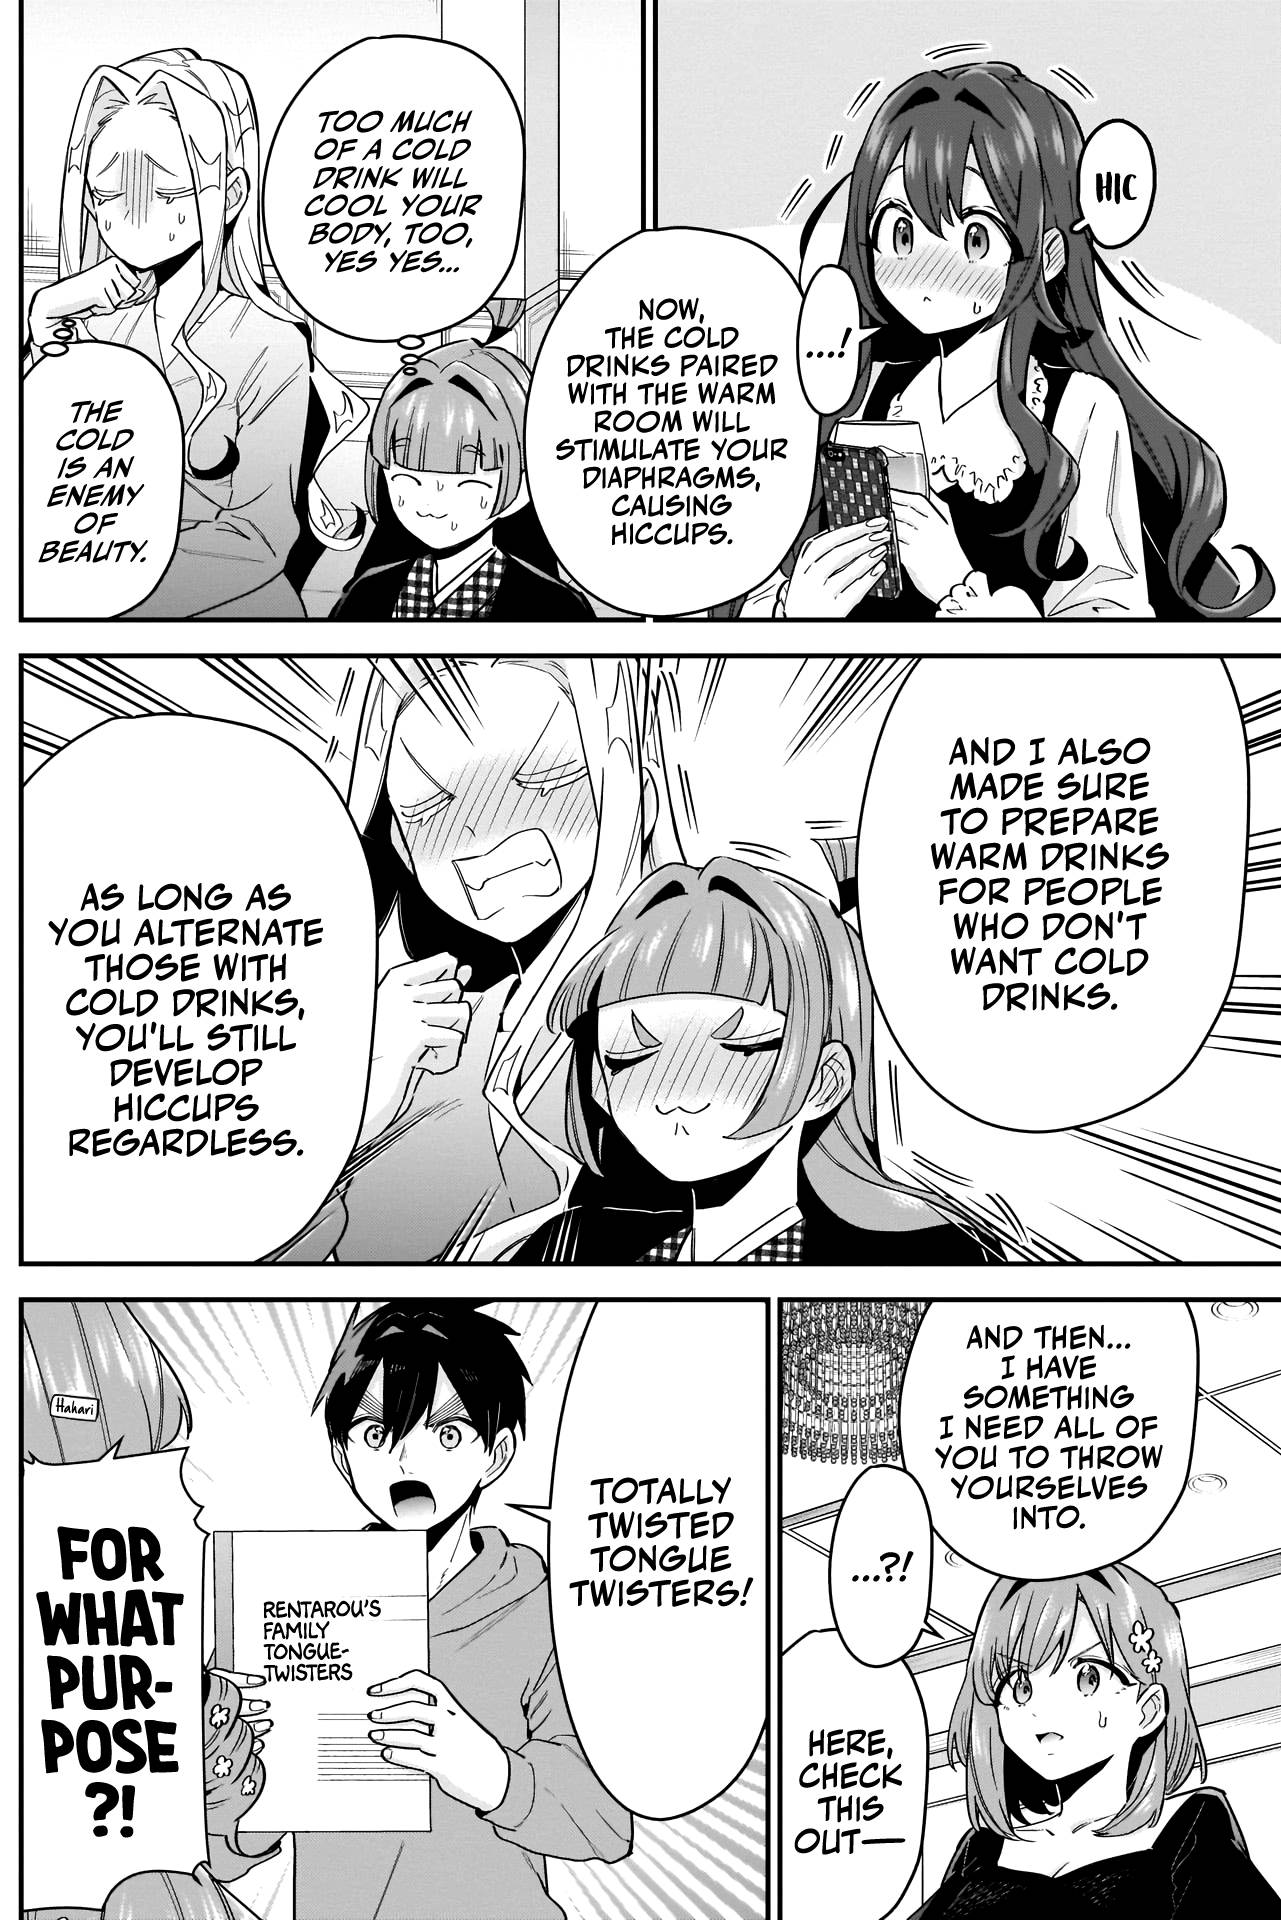 HIC
...!
NOW,
THE COLD
DRINKS PAIRED
WITH THE WARM
ROOM WILL
STIMULATE YOUR
DIAPHRAGMS,
CAUSING
HICCUPS.
TOO MUCH
OF A COLD
DRINK WILL
COOL YOUR
BODY, TOO,
YES YES...
THE
COLD
IS AN
ENEMY
OF
BEAUTY.
AND I ALSO
MADE SURE
TO PREPARE
WARM DRINKS
FOR PEOPLE
WHO DON'T
WANT COLD
DRINKS.
AS LONG AS
YOU ALTERNATE
THOSE WITH
COLD DRINKS,
YOU'LL STILL
DEVELOP
HICCUPS
REGARDLESS.
AND THEN...
I HAVE
SOMETHING
I NEED ALL OF
YOU TO THROW
YOURSELVES
INTO.
...?!
HERE,
CHECK
THIS
OUT—
TOTALLY
TWISTED
TONGUE
TWISTERS!
RENTAROU'S
FAMILY
TONGUE-
TWISTERS
Hahari
FOR
WHAT
PUR-
POSE
?!